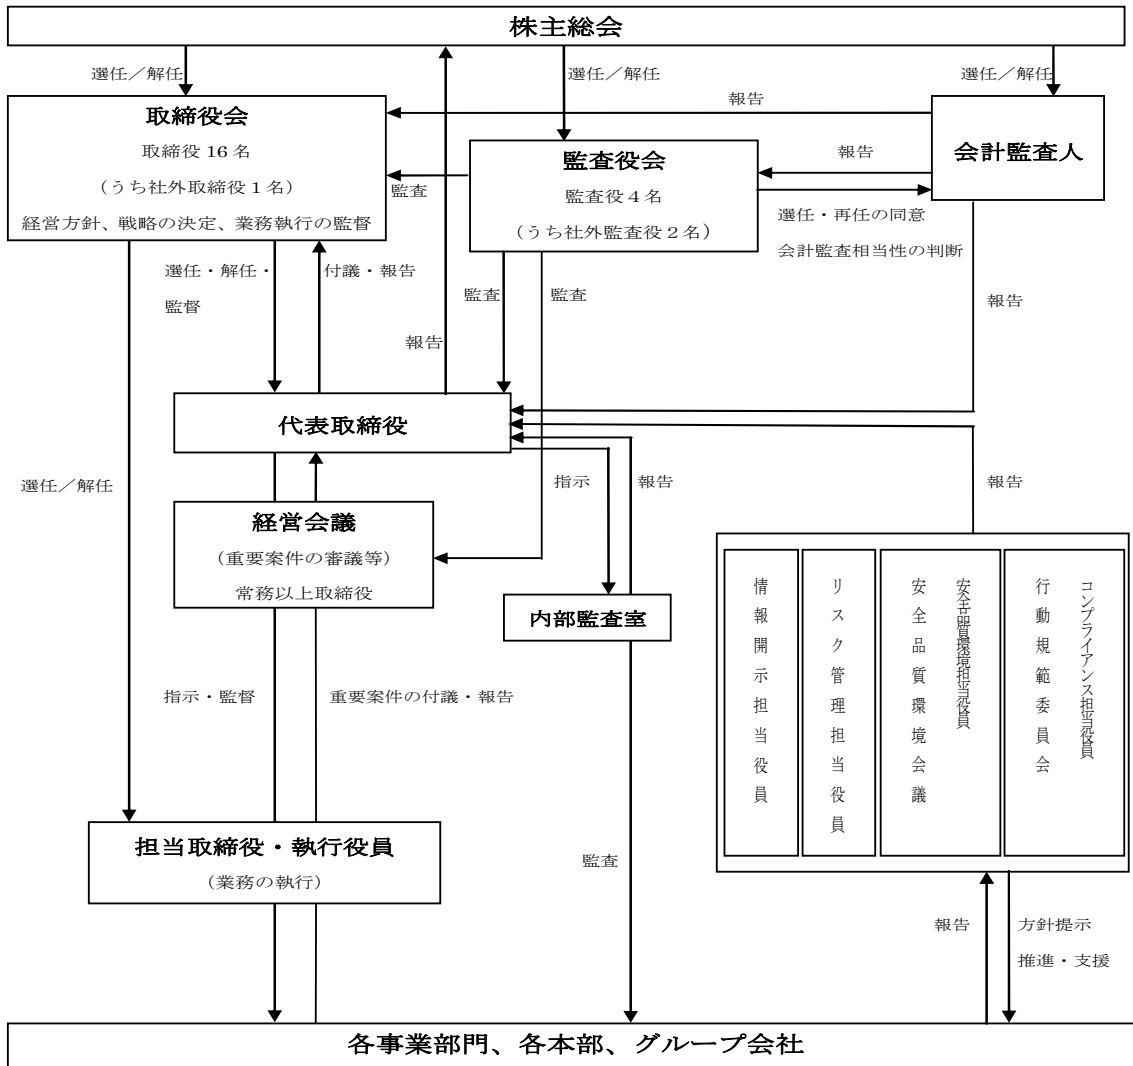 株主総会
選任／解任
選任／解任
選任／解任
取締役会
取締役 16 名
（うち社外取締役 1 名）
経営方針、戦略の決定、業務執行の監督
報告
監査役会
監査役 4 名
（うち社外監査役 2 名）
監査
会計監査人
報告
選任・再任の同意
会計監査相当性の判断
選任・解任・
監督
付議・報告
報告
監査
監査
報告
代表取締役
選任／解任
指示
報告
報告
経営会議
（重要案件の審議等）
常務以上取締役
内部監査室
情報開示担当役員
リスク管理担当役員
安全品質環境担当役員
安全品質環境会議
コンプライアンス担当役員
行動規範委員会
指示・監督
重要案件の付議・報告
担当取締役・執行役員
（業務の執行）
監査
報告
方針提示
推進・支援
各事業部門、各本部、グループ会社